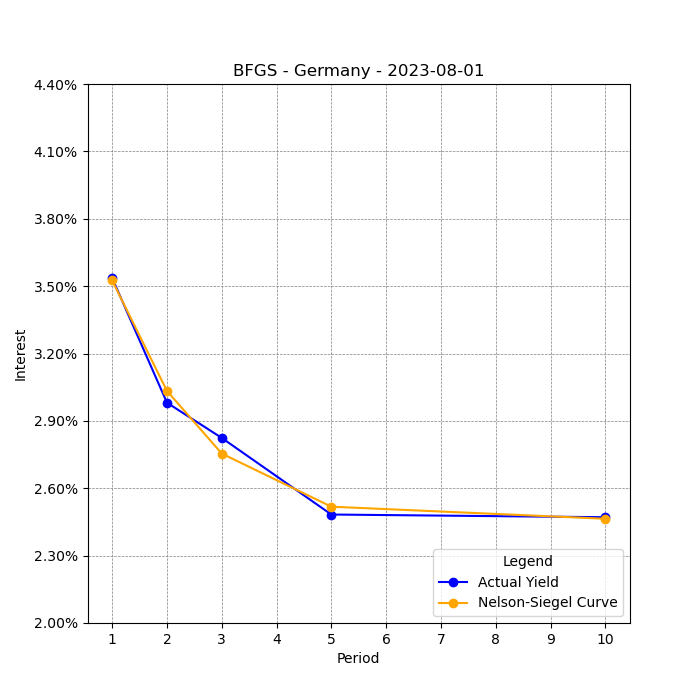 BFGS - Germany - 2023-08-01
4.40%
4.10%
3.80%
3.50%
3.20%
2.90%
2.60%
2.30%
2.00%
Interest
Legend
Actual Yield
Nelson-Siegel Curve
1 2 3 4 5 6 7 8 9 10
Period